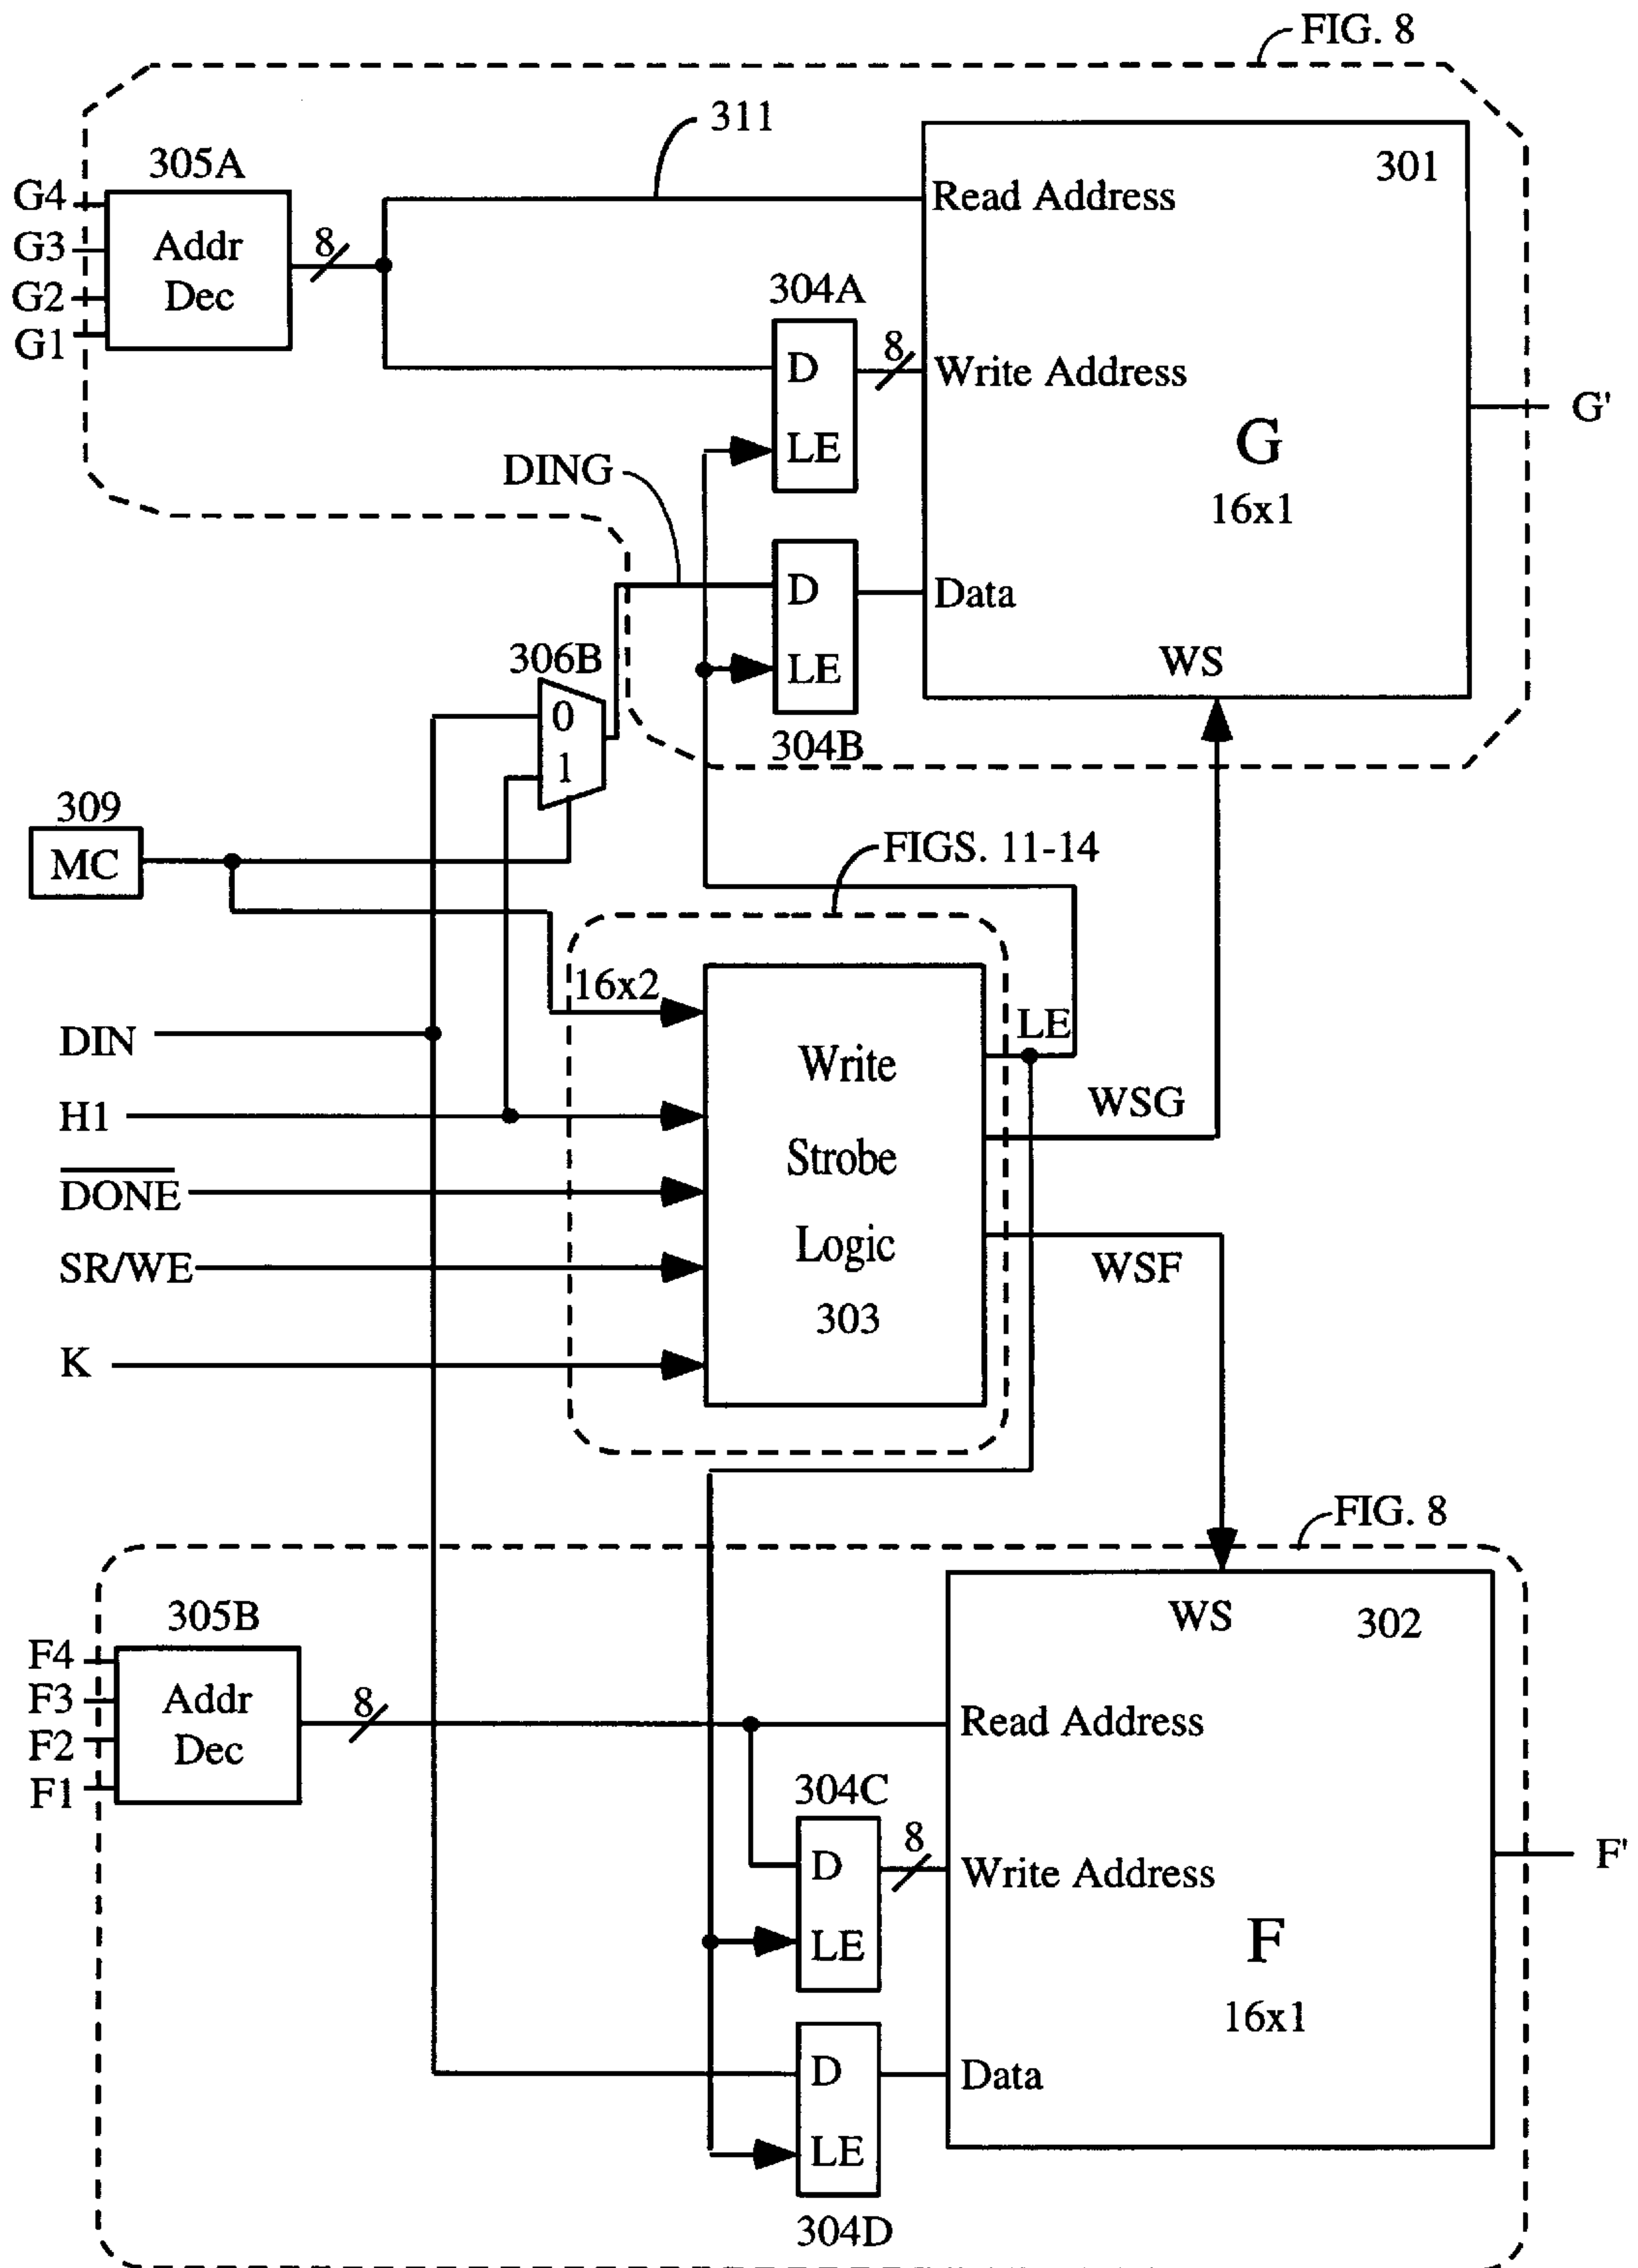 FIG. 8
311
305A
301
G4
G3
G2
G1
Addr
Dec
8
Read Address
304A
D
LE
8
Write Address
G'
G
16x1
DING
D
LE
Data
WS
304B
306B
0
1
309
MC
FIGS. 11-14
16x2
LE
DIN
H1
DONE
SR/WE
K
Write
Strobe
Logic
303
WSG
WSF
FIG. 8
305B
WS
302
F4
F3
F2
F1
Addr
Dec
8
Read Address
304C
D
LE
8
Write Address
F'
F
16x1
D
LE
Data
304D